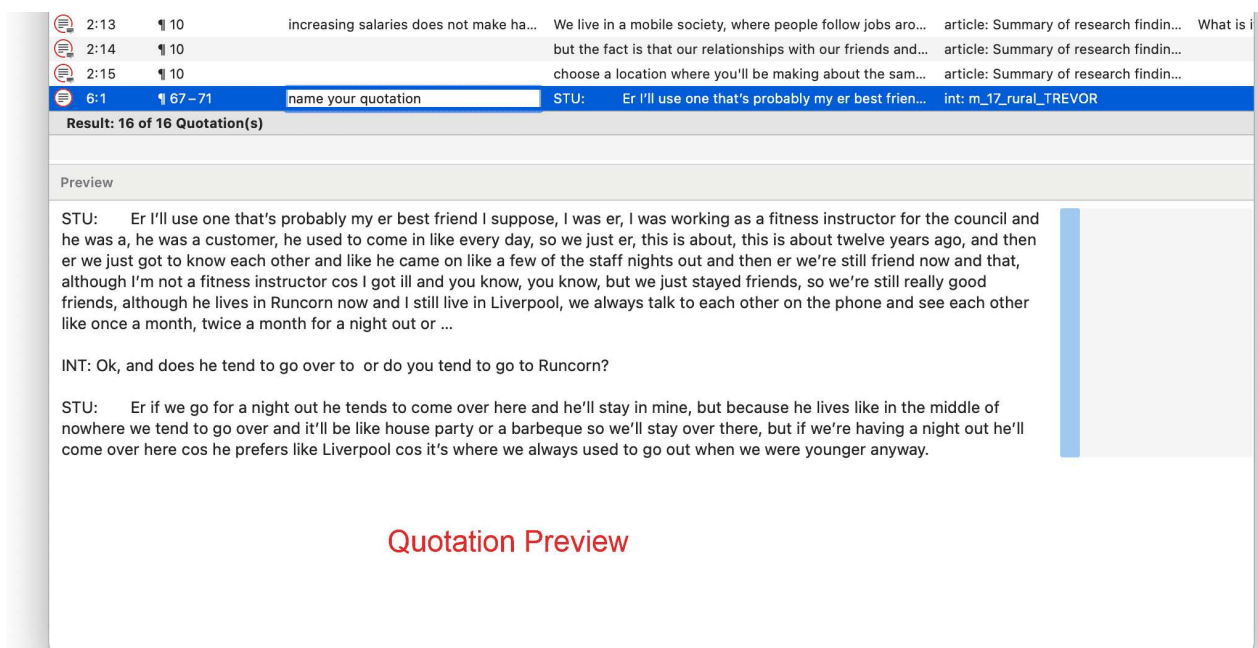 2:13 ¶ 10 increasing salaries does not make ha... We live in a mobile society, where people follow jobs aro... article: Summary of research findin... What is i
2:14 ¶ 10 but the fact is that our relationships with our friends and... article: Summary of research findin...
2:15 ¶ 10 choose a location where you'll be making about the sam... article: Summary of research findin...
6:1 ¶ 67 – 71 name your quotation STU: Er I'll use one that's probably my er best frien... int: m_17_rural_TREVOR
Result: 16 of 16 Quotation(s)
Preview
STU: Er I'll use one that's probably my er best friend I suppose, I was er, I was working as a fitness instructor for the council and
he was a, he was a customer, he used to come in like every day, so we just er, this is about, this is about twelve years ago, and then
er we just got to know each other and like he came on like a few of the staff nights out and then er we're still friend now and that,
although I'm not a fitness instructor cos I got ill and you know, you know, but we just stayed friends, so we're still really good
friends, although he lives in Runcorn now and I still live in Liverpool, we always talk to each other on the phone and see each other
like once a month, twice a month for a night out or ...
INT: Ok, and does he tend to go over to  or do you tend to go to Runcorn?
STU: Er if we go for a night out he tends to come over here and he'll stay in mine, but because he lives like in the middle of
nowhere we tend to go over and it'll be like house party or a barbeque so we'll stay over there, but if we're having a night out he'll
come over here cos he prefers like Liverpool cos it's where we always used to go out when we were younger anyway.
Quotation Preview